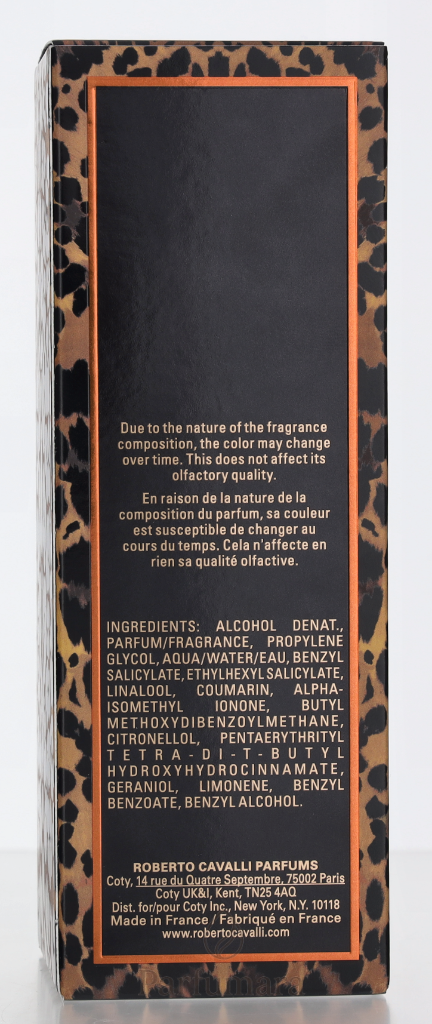 Due to the nature of the fragrance
composition, the color may change
over time. This does not affect its
olfactory quality.
En raison de la nature de la
composition du parfum, sa couleur
est susceptible de changer au
cours du temps. Cela n'affecte en
rien sa qualité olfactive.
INGREDIENTS: ALCOHOL DENAT.,
PARFUM/FRAGRANCE, PROPYLENE
GLYCOL, AQUA/WATER/EAU, BENZYL
SALICYLATE, ETHYLHEXYL SALICYLATE,
LINALOOL, COUMARIN, ALPHA-
ISOMETHYL IONONE, BUTYL
METHOXYDIBENZOYLMETHANE,
CITRONELLOL, PENTAERYTHRITYL
TETRA-DI-T-BUTYL
HYDROXYHYDROCINNAMATE,
GERANIOL, LIMONENE, BENZYL
BENZOATE, BENZYL ALCOHOL.
ROBERTO CAVALLI PARFUMS
Coty, 14 rue du Quatre Septembre, 75002 Paris
Coty UK&I, Kent, TN25 4AQ
Dist. for/pour Coty Inc., New York, N.Y. 10118
Made in France / Fabriqué en France
www.robertocavalli.com